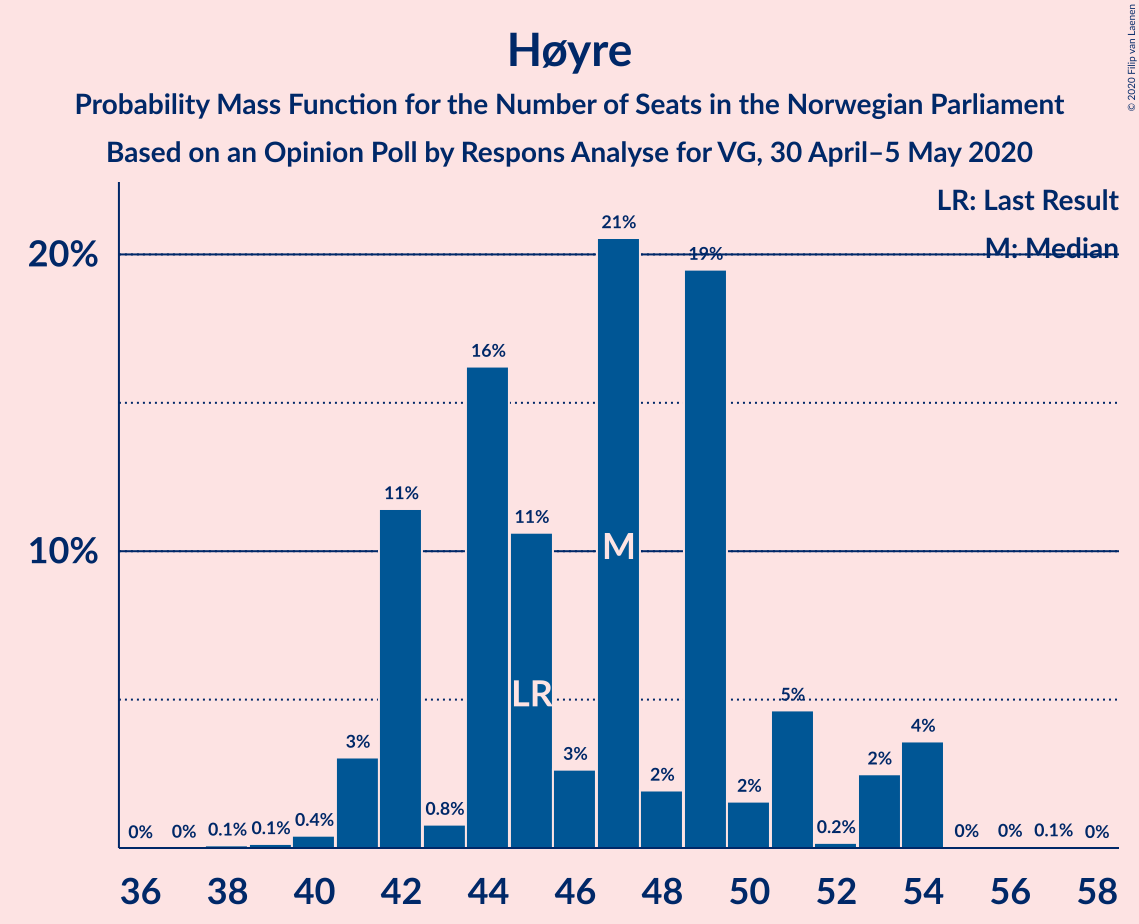 © 2020 Filip van Laenen
Høyre
Probability Mass Function for the Number of Seats in the Norwegian Parliament
Based on an Opinion Poll by Respons Analyse for VG, 30 April–5 May 2020
LR: Last Result
M: Median
20%
10%
0%
0%
0.1%
0.1%
0.4%
3%
11%
0.8%
16%
11%
3%
21%
2%
19%
2%
5%
0.2%
2%
4%
0%
0%
0.1%
0%
LR
M
36 38 40 42 44 46 48 50 52 54 56 58